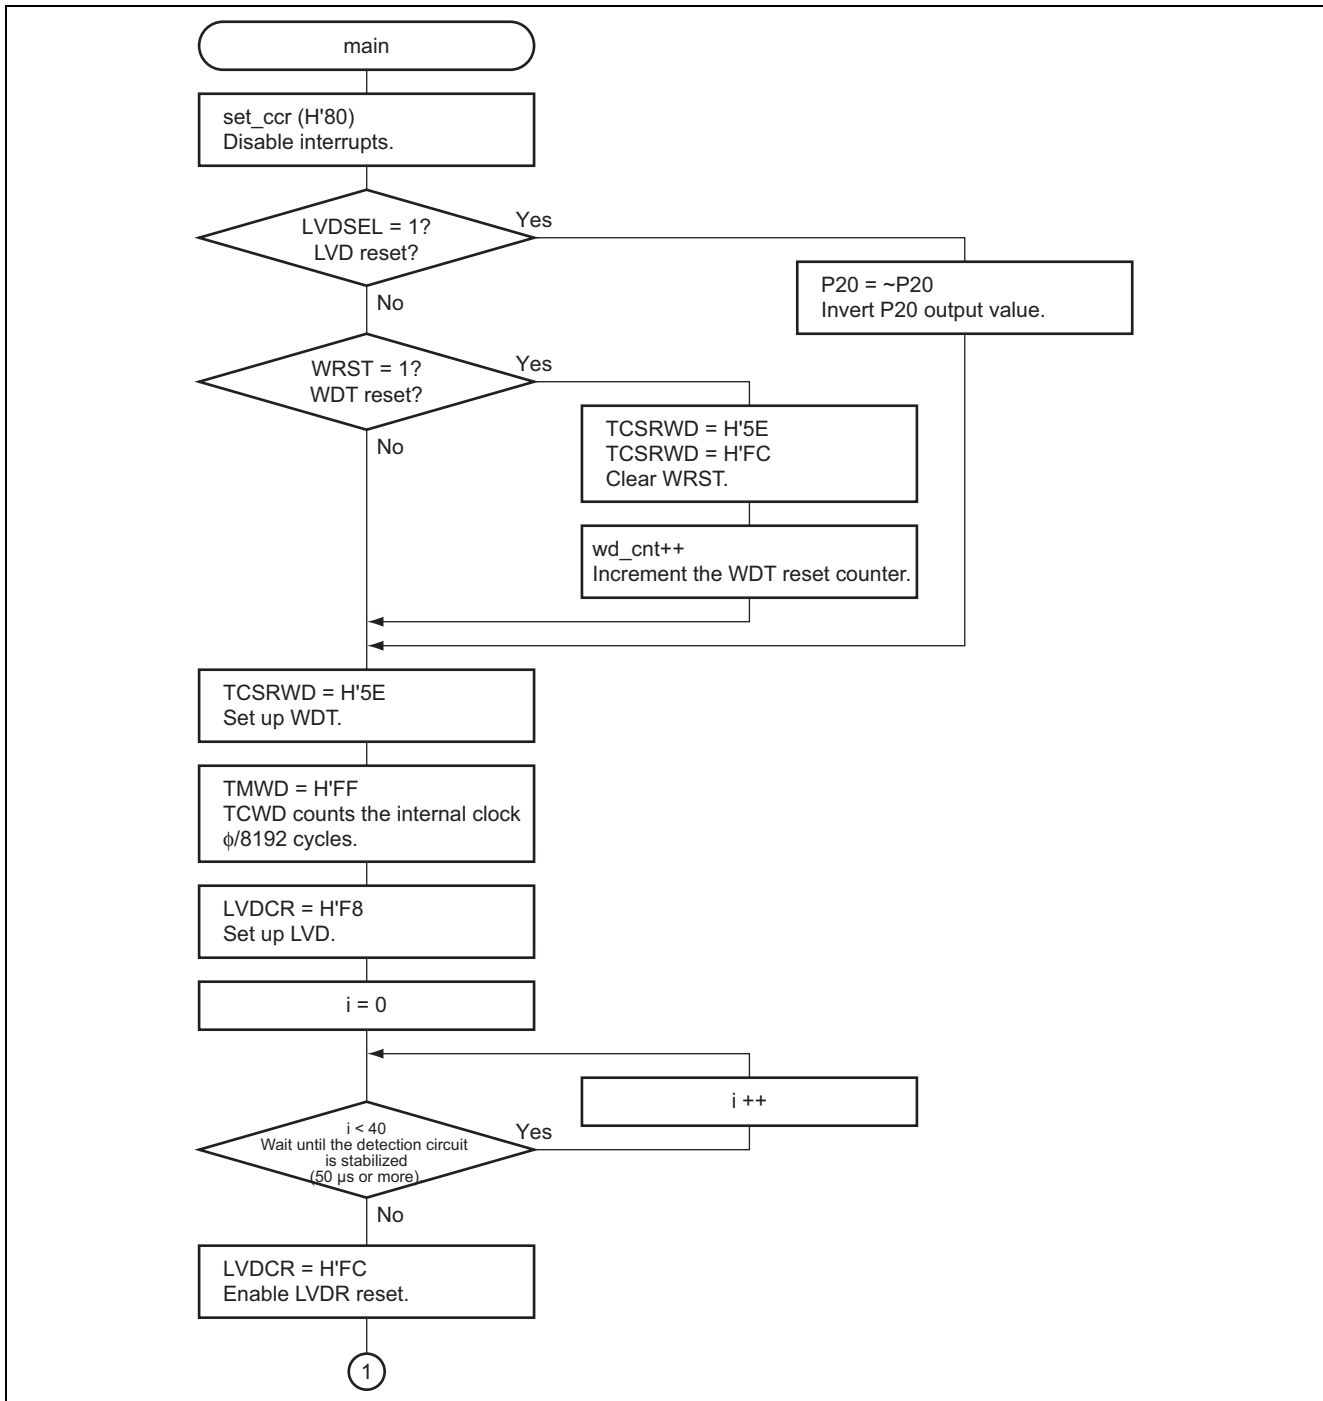 main
set_ccr (H'80)
Disable interrupts.
LVDSEL = 1?
LVD reset?
Yes
No
P20 = ~P20
Invert P20 output value.
WRST = 1?
WDT reset?
Yes
No
TCSRWD = H'5E
TCSRWD = H'FC
Clear WRST.
wd_cnt++
Increment the WDT reset counter.
TCSRWD = H'5E
Set up WDT.
TMWD = H'FF
TCWD counts the internal clock
ϕ/8192 cycles.
LVDCR = H'F8
Set up LVD.
i = 0
i ++
i < 40
Wait until the detection circuit
is stabilized
(50 µs or more)
Yes
No
LVDCR = H'FC
Enable LVDR reset.
1